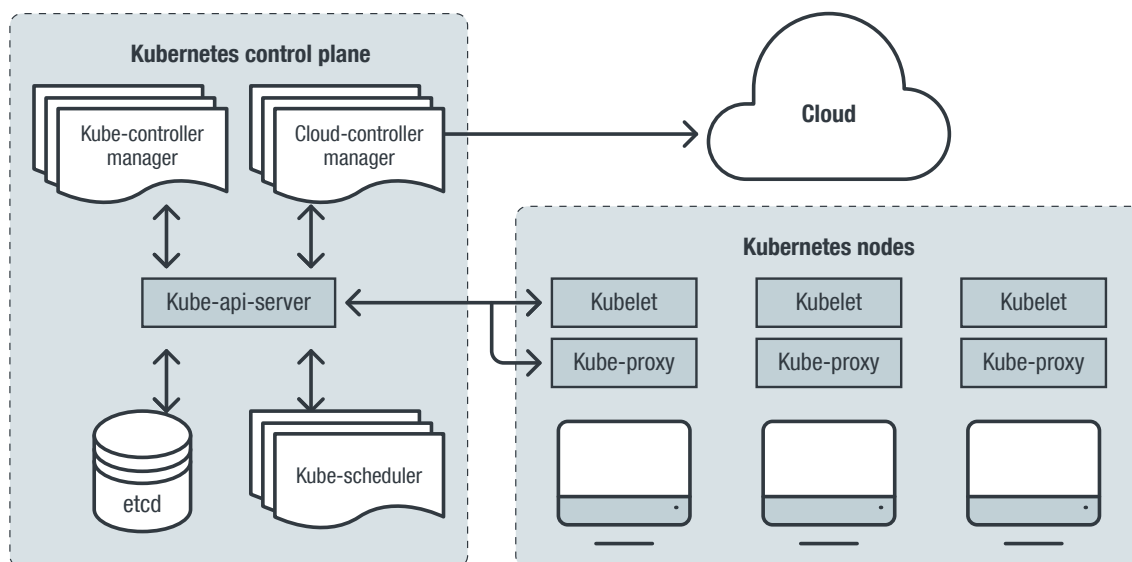 Kubernetes control plane
Kube-controller
manager
Cloud-controller
manager
Cloud
Kube-api-server
etcd
Kube-scheduler
Kubernetes nodes
Kubelet
Kubelet
Kubelet
Kube-proxy
Kube-proxy
Kube-proxy